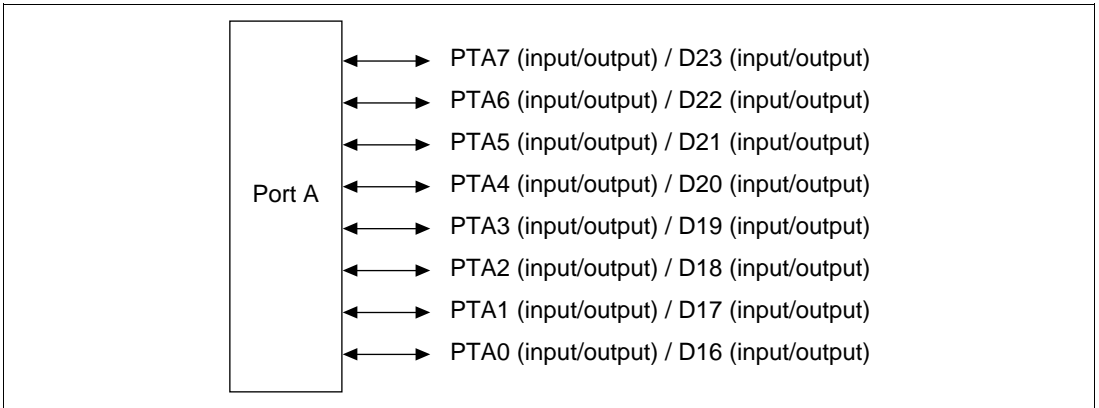 PTA7 (input/output) / D23 (input/output)
PTA6 (input/output) / D22 (input/output)
PTA5 (input/output) / D21 (input/output)
PTA4 (input/output) / D20 (input/output)
Port A
PTA3 (input/output) / D19 (input/output)
PTA2 (input/output) / D18 (input/output)
PTA1 (input/output) / D17 (input/output)
PTA0 (input/output) / D16 (input/output)